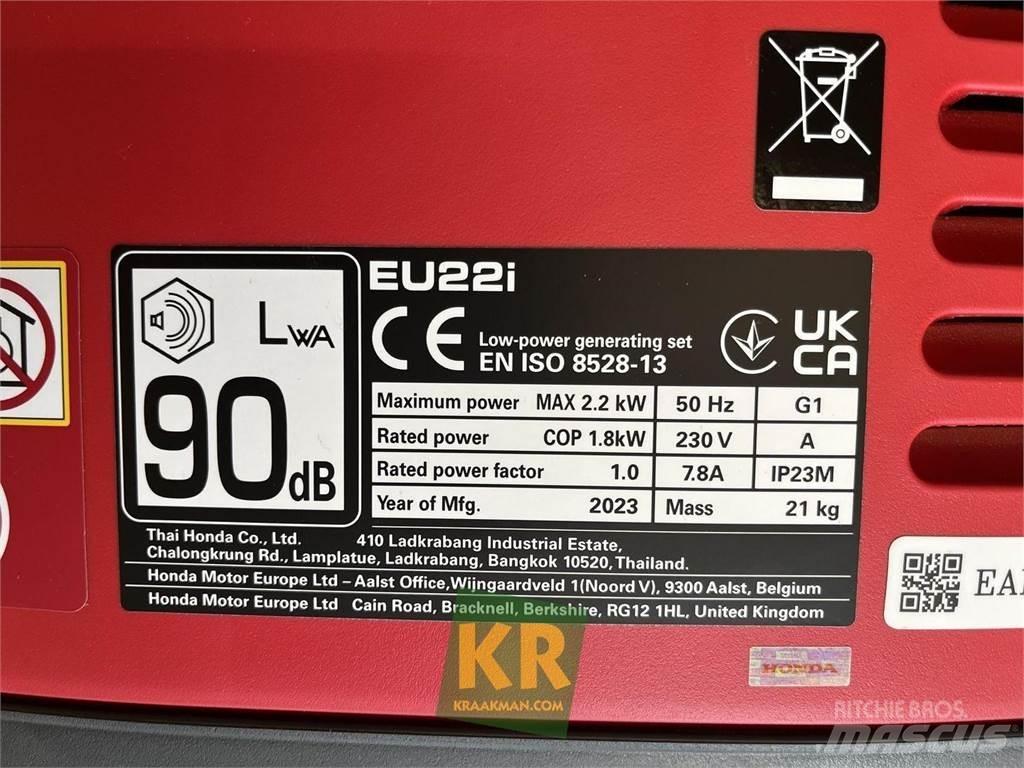 EU22i
LWA
90dB
CE
Low-power generating set
EN ISO 8528-13
UK
CA
Maximum power MAX 2.2 kW 50 Hz G1
Rated power COP 1.8kW 230 V A
Rated power factor 1.0 7.8A IP23M
Year of Mfg. 2023 Mass 21 kg
Thai Honda Co., Ltd. 410 Ladkrabang Industrial Estate,
Chalongkrung Rd., Lamplatue, Ladkrabang, Bangkok 10520, Thailand.
Honda Motor Europe Ltd – Aalst Office, Wijngaardveld 1(Noord V), 9300 Aalst, Belgium
Honda Motor Europe Ltd Cain Road, Bracknell, Berkshire, RG12 1HL, United Kingdom
KR
KRAAKMAN.COM
HONDA
RITCHIE BROS.
MASCUS